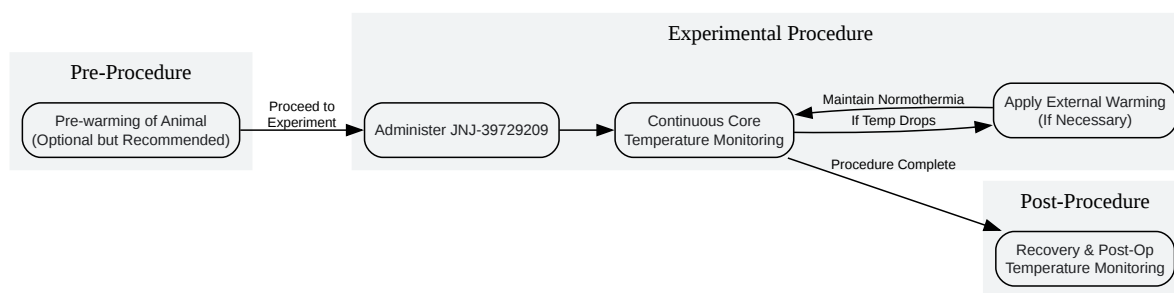 Experimental Procedure
Pre-Procedure
Pre-warming of Animal
(Optional but Recommended)
Proceed to
Experiment
Administer JNJ-39729209
Continuous Core
Temperature Monitoring
Maintain Normothermia
If Temp Drops
Apply External Warming
(If Necessary)
Procedure Complete
Post-Procedure
Recovery & Post-Op
Temperature Monitoring